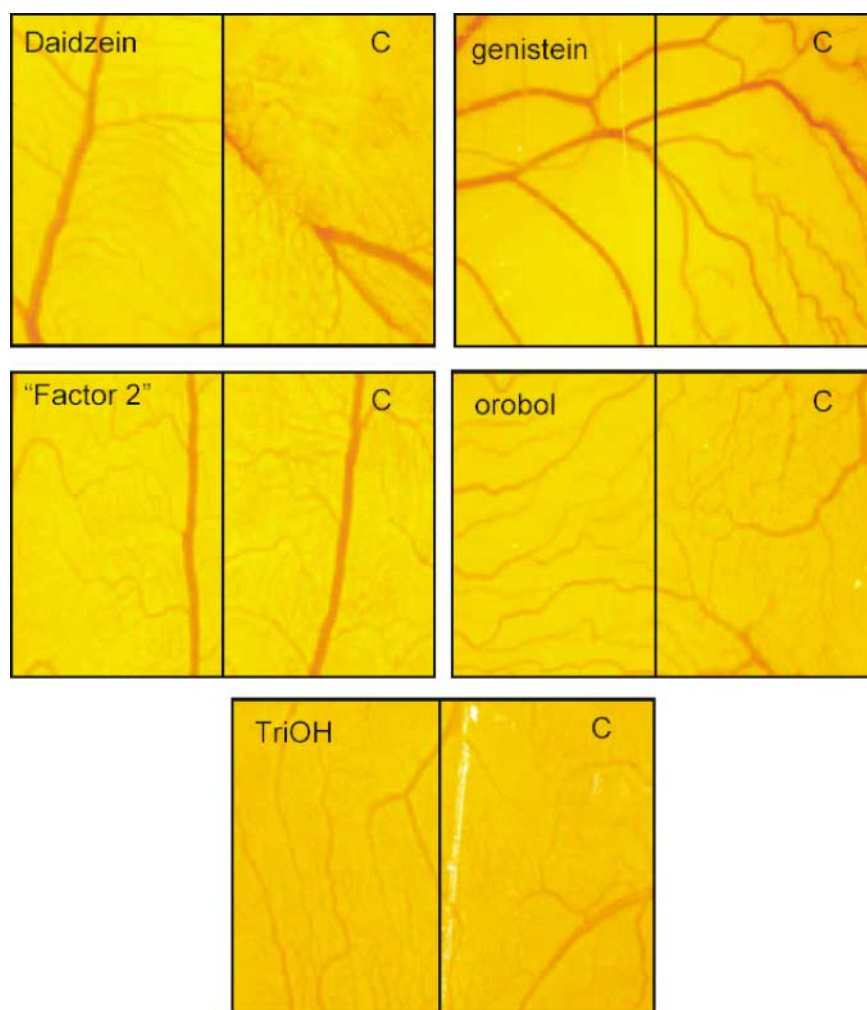 Daidzein
C
genistein
C
“Factor 2”
C
orobol
C
TriOH
C